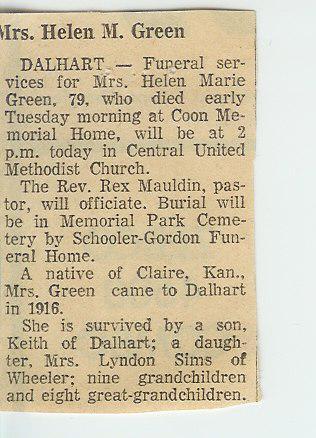 Mrs. Helen M. Green
DALHART — Funeral ser-
vices for Mrs. Helen Marie
Green, 79, who died early
Tuesday morning at Coon Me-
morial Home, will be at 2
p.m. today in Central United
Methodist Church.
The Rev. Rex Mauldin, pas-
tor, will officiate. Burial will
be in Memorial Park Ceme-
tery by Schooler-Gordon Fun-
eral Home.
A native of Claire, Kan.,
Mrs. Green came to Dalhart
in 1916.
She is survived by a son,
Keith of Dalhart; a daugh-
ter, Mrs. Lyndon Sims of
Wheeler; nine grandchildren
and eight great-grandchildren.